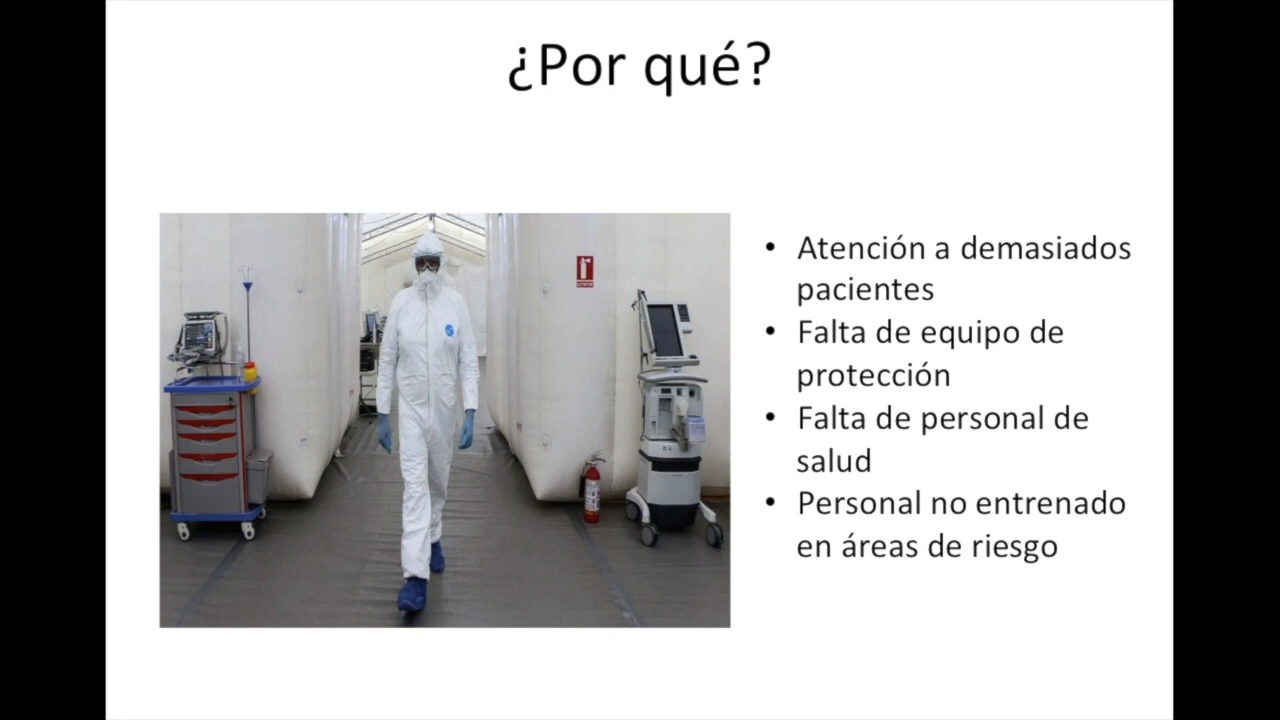 ¿Por qué?
• Atención a demasiados
pacientes
• Falta de equipo de
protección
• Falta de personal de
salud
• Personal no entrenado
en áreas de riesgo